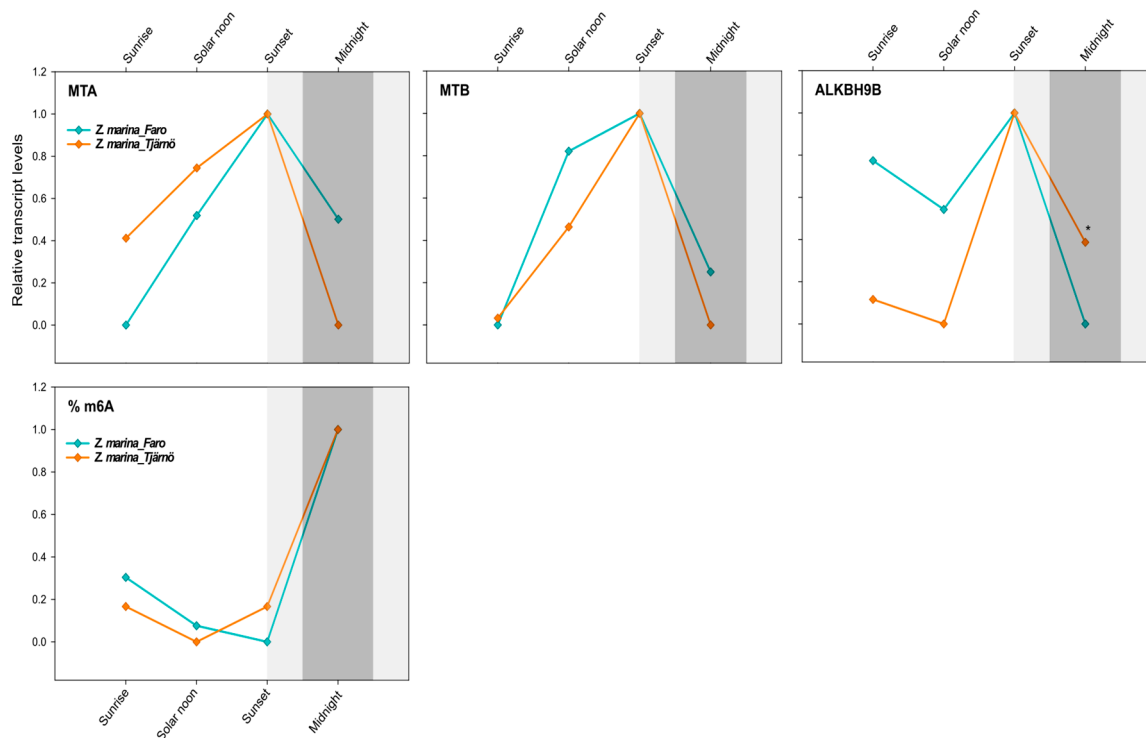 Sunrise Solar noon Sunset Midnight
Sunrise Solar noon Sunset Midnight
Sunrise Solar noon Sunset Midnight
Relative transcript levels
1.2
1.0
0.8
0.6
0.4
0.2
0.0
MTA
Z. marina_Faro
Z. marina_Tjärnö
MTB
ALKBH9B
*
1.2
1.0
0.8
0.6
0.4
0.2
0.0
% m6A
Z. marina_Faro
Z. marina_Tjärnö
Sunrise Solar noon Sunset Midnight